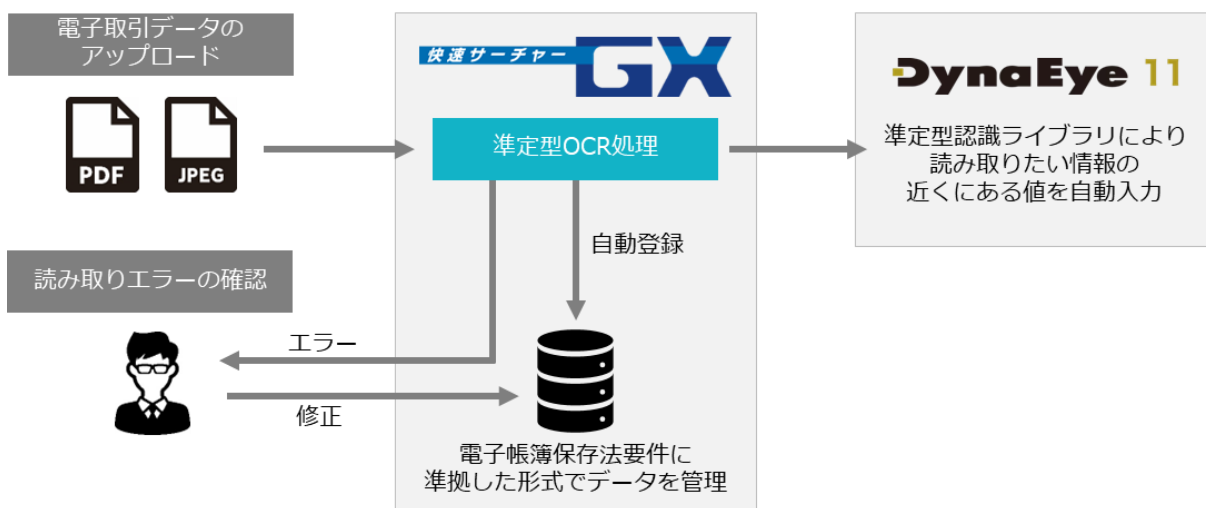 電子取引データの
アップロード
PDF
JPEG
快速サーチャー
GX
準定型OCR処理
自動登録
DynaEye 11
準定型認識ライブラリにより
読み取りたい情報の
近くにある値を自動入力
読み取りエラーの確認
エラー
修正
電子帳簿保存法要件に
準拠した形式でデータを管理